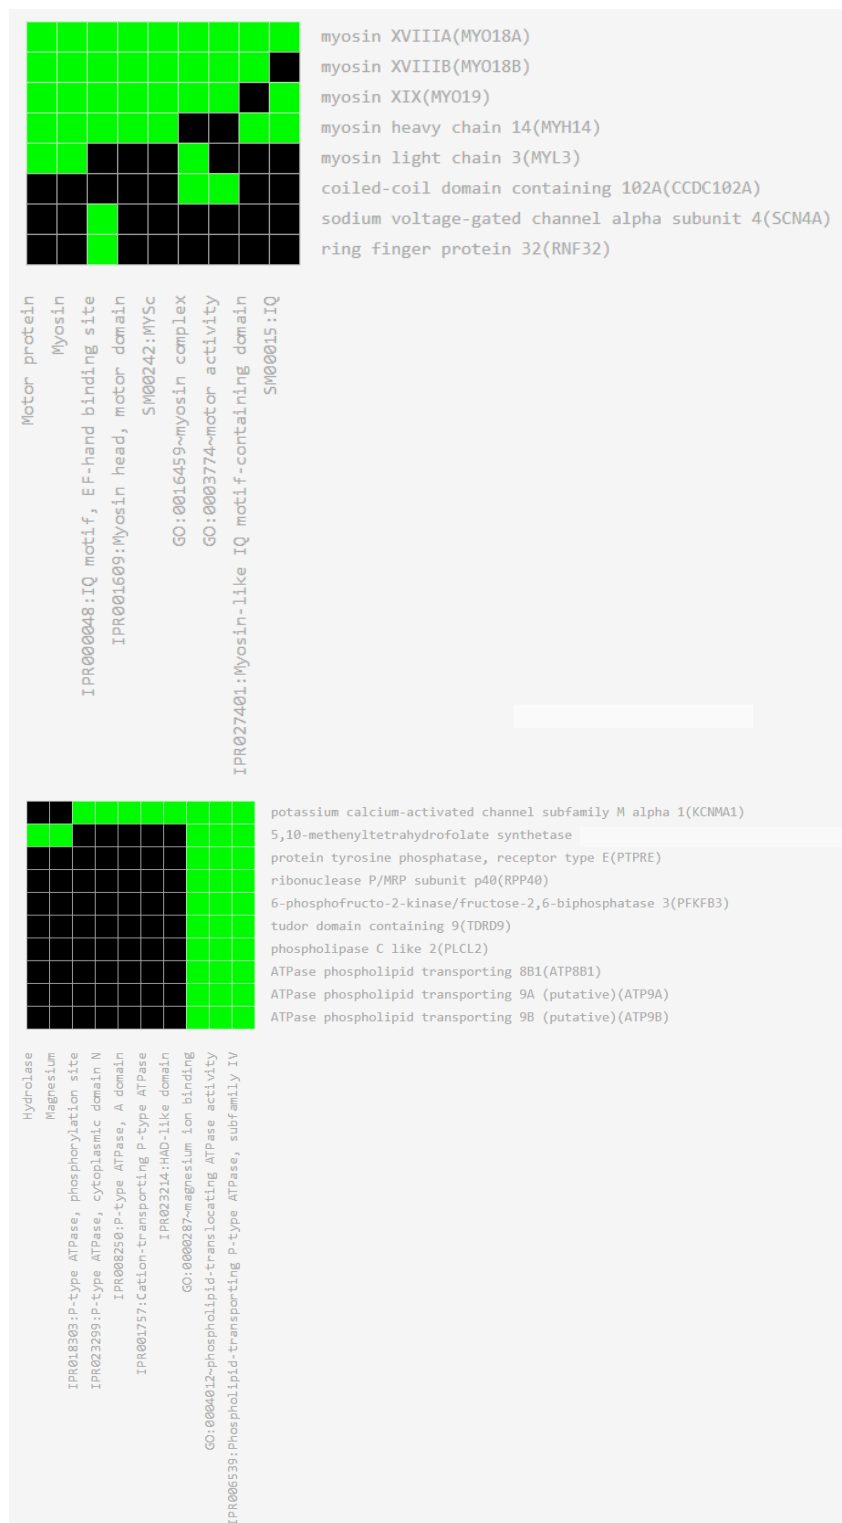 myosin XVIIIA(MYO18A)
myosin XVIIIB(MYO18B)
myosin XIX(MYO19)
myosin heavy chain 14(MYH14)
myosin light chain 3(MYL3)
coiled-coil domain containing 102A(CCDC102A)
sodium voltage-gated channel alpha subunit 4(SCN4A)
ring finger protein 32(RNF32)
Motor protein
Myosin
IPR000048:IQ motif, EF-hand binding site
IPR001609:Myosin head, motor domain
SM00242:MYSc
GO:0016459~myosin complex
GO:0003774~motor activity
IPR027401:Myosin-like IQ motif-containing domain
SM00015:IQ
potassium calcium-activated channel subfamily M alpha 1(KCNMA1)
5,10-methenyltetrahydrofolate synthetase
protein tyrosine phosphatase, receptor type E(PTPRE)
ribonuclease P/MRP subunit p40(RPP40)
6-phosphofructo-2-kinase/fructose-2,6-biphosphatase 3(PFKFB3)
tudor domain containing 9(TDRD9)
phospholipase C like 2(PLCL2)
ATPase phospholipid transporting 8B1(ATP8B1)
ATPase phospholipid transporting 9A (putative)(ATP9A)
ATPase phospholipid transporting 9B (putative)(ATP9B)
Hydrolase
Magnesium
IPR018303:P-type ATPase, phosphorylation site
IPR023299:P-type ATPase, cytoplasmic domain N
IPR008250:P-type ATPase, A domain
IPR001757:Cation-transporting P-type ATPase
IPR023214:HAD-like domain
GO:0000287~magnesium ion binding
GO:0004012~phospholipid-translocating ATPase activity
IPR006539:Phospholipid-transporting P-type ATPase, subfamily IV